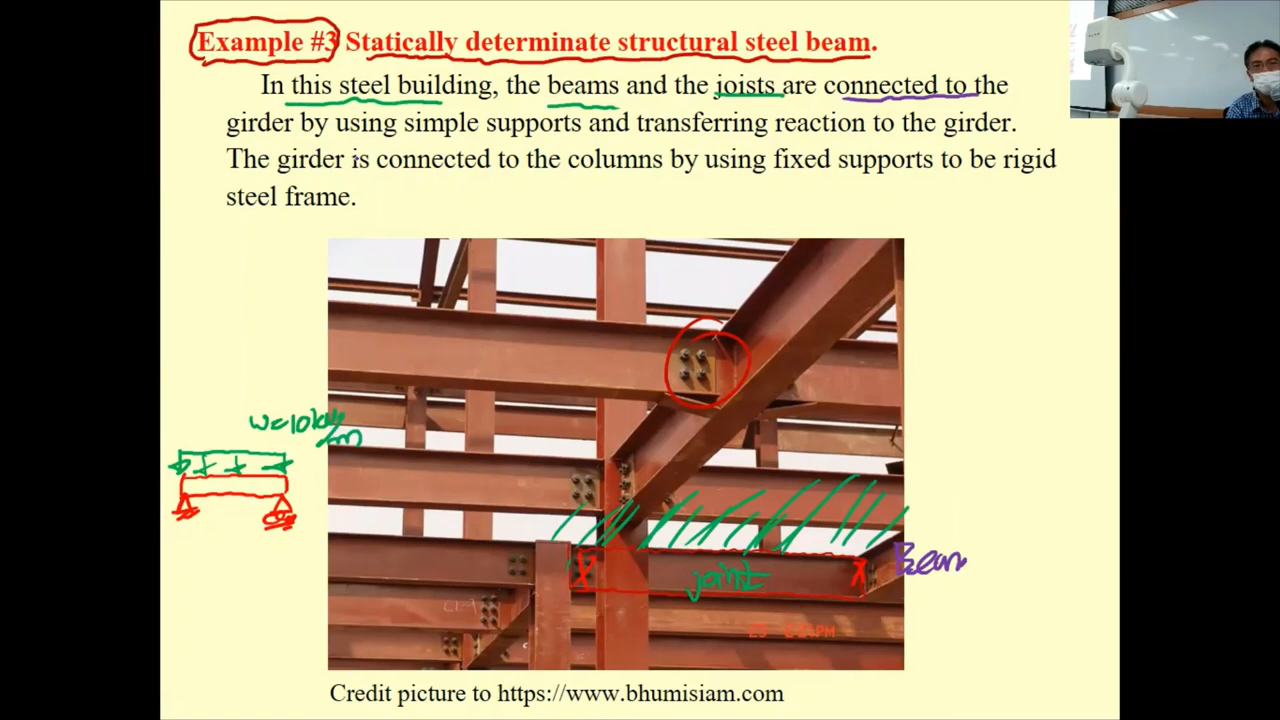 Example #3 Statically determinate structural steel beam.
In this steel building, the beams and the joists are connected to the
girder by using simple supports and transferring reaction to the girder.
The girder is connected to the columns by using fixed supports to be rigid
steel frame.
w=10kN/m
joint
Beam
Credit picture to https://www.bhumisiam.com